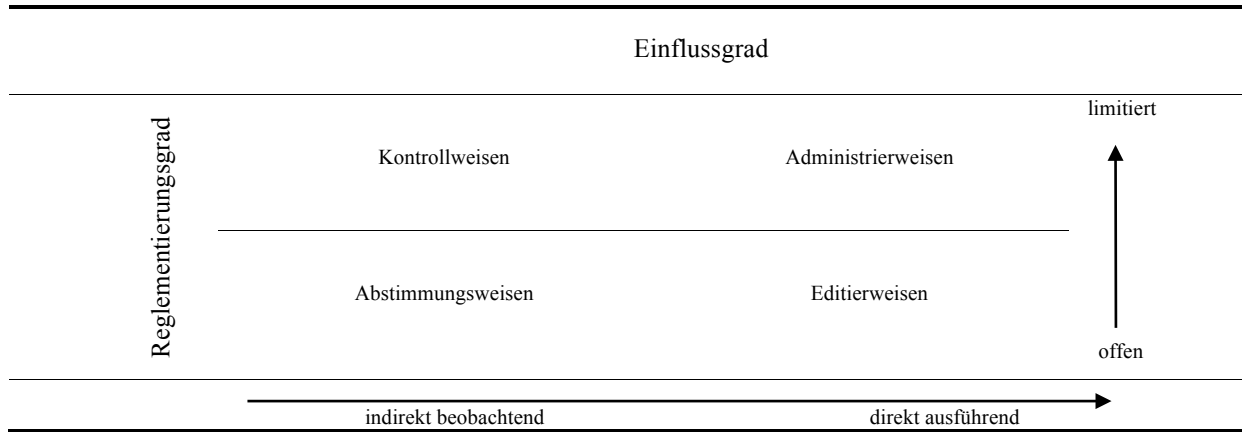 Einflussgrad
limitiert
Reglementierungsgrad
Kontrollweisen
Administrierweisen
Abstimmungsweisen
Editierweisen
offen
indirekt beobachtend
direkt ausführend